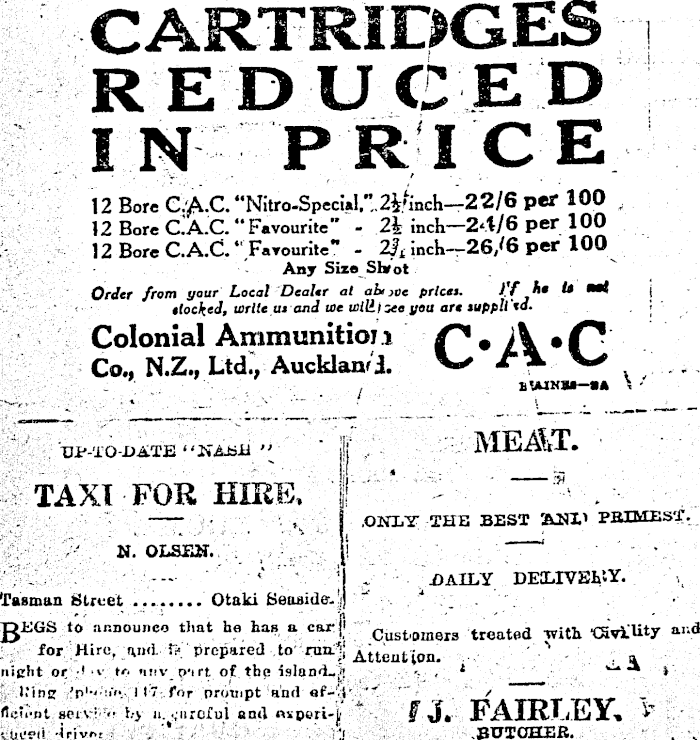 CARTRIDGES
REDUCED
IN PRICE
12 Bore C.A.C. "Nitro-Special," 2½ inch—22/6 per 100
12 Bore C.A.C. "Favourite" - 2½ inch—24/6 per 100
12 Bore C.A.C. "Favourite" - 2¾ inch—26/6 per 100
Any Size Shot
Order from your Local Dealer at above prices. If he is not
stocked, write us and we will see you are supplied.
Colonial Ammunition
Co., N.Z., Ltd., Auckland.
C·A·C
UP-TO-DATE "NASH"
TAXI FOR HIRE.
N. OLSEN.
Tasman Street ........ Otaki Seaside.
BEGS to announce that he has a car
for Hire, and is prepared to run
night or day to any part of the island.
Ring 'phone 117 for prompt and ef-
ficient service by a careful and experi-
enced driver
MEAT.
ONLY THE BEST AND PRIMEST.
DAILY DELIVERY.
Customers treated with Civility and
Attention.
J. FAIRLEY,
BUTCHER.